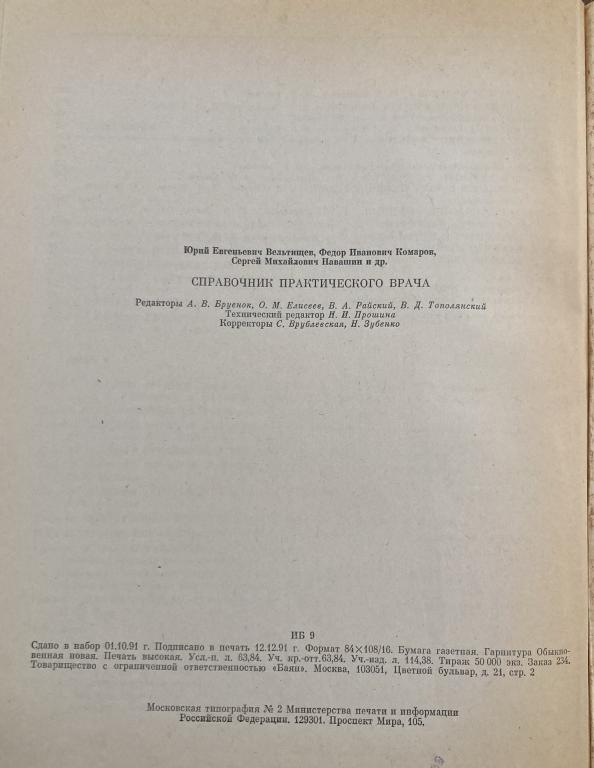 Юрий Евгеньевич Вельтищев, Федор Иванович Комаров,
Сергей Михайлович Навашин и др.
СПРАВОЧНИК ПРАКТИЧЕСКОГО ВРАЧА
Редакторы А. В. Бруенок, О. М. Елисеев, В. А. Райский, В. Д. Тополянский
Технический редактор Н. И. Прошина
Корректоры С. Врублевская, Н. Зубенко
ИБ 9
Сдано в набор 01.10.91 г. Подписано в печать 12.12.91 г. Формат 84×108/16. Бумага газетная. Гарнитура Обыкно-
венная новая. Печать высокая. Усл.-п. л. 63,84. Уч. кр.-отт.63,84. Уч.-изд. л. 114,38. Тираж 50 000 экз. Заказ 234.
Товарищество с ограниченной ответственностью «Баян». Москва, 103051, Цветной бульвар, д. 21, стр. 2
Московская типография № 2 Министерства печати и информации
Российской Федерации. 129301. Проспект Мира, 105.